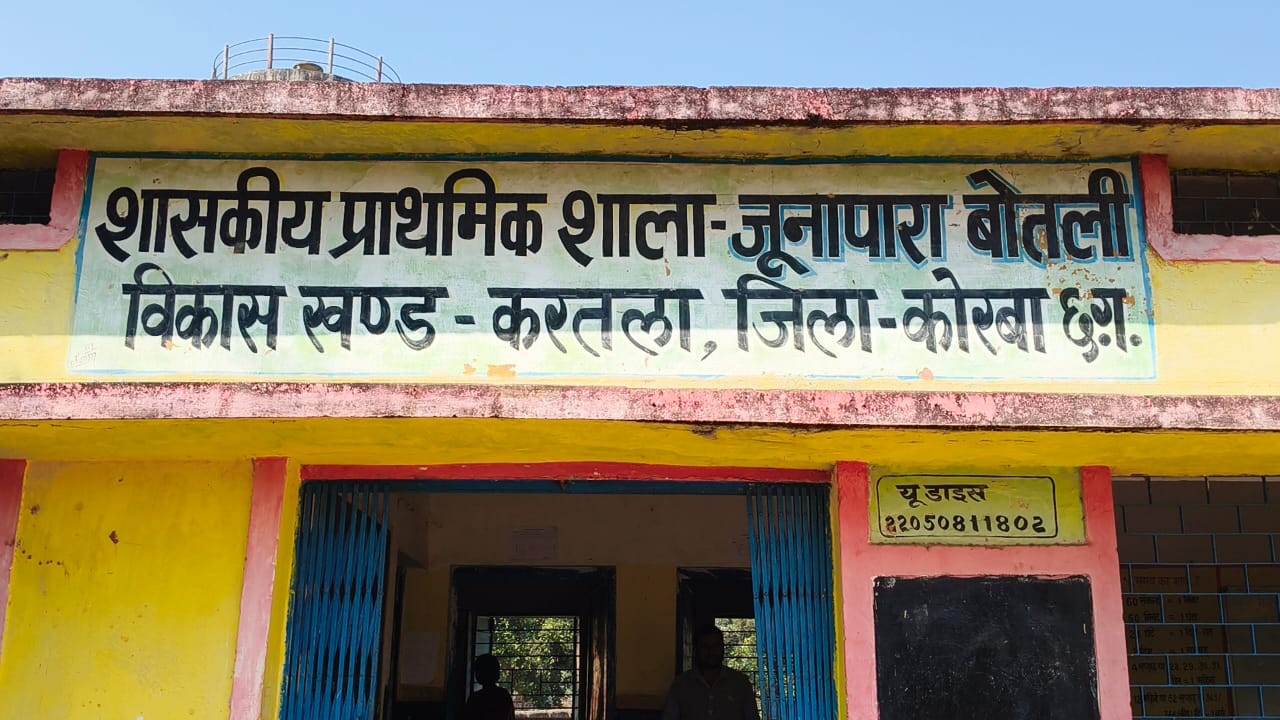 शासकीय प्राथमिक शाला-जूनापारा बोतली
विकास खण्ड - करतला, जिला-कोरबा छ.ग.
यू डाइस
22050811802